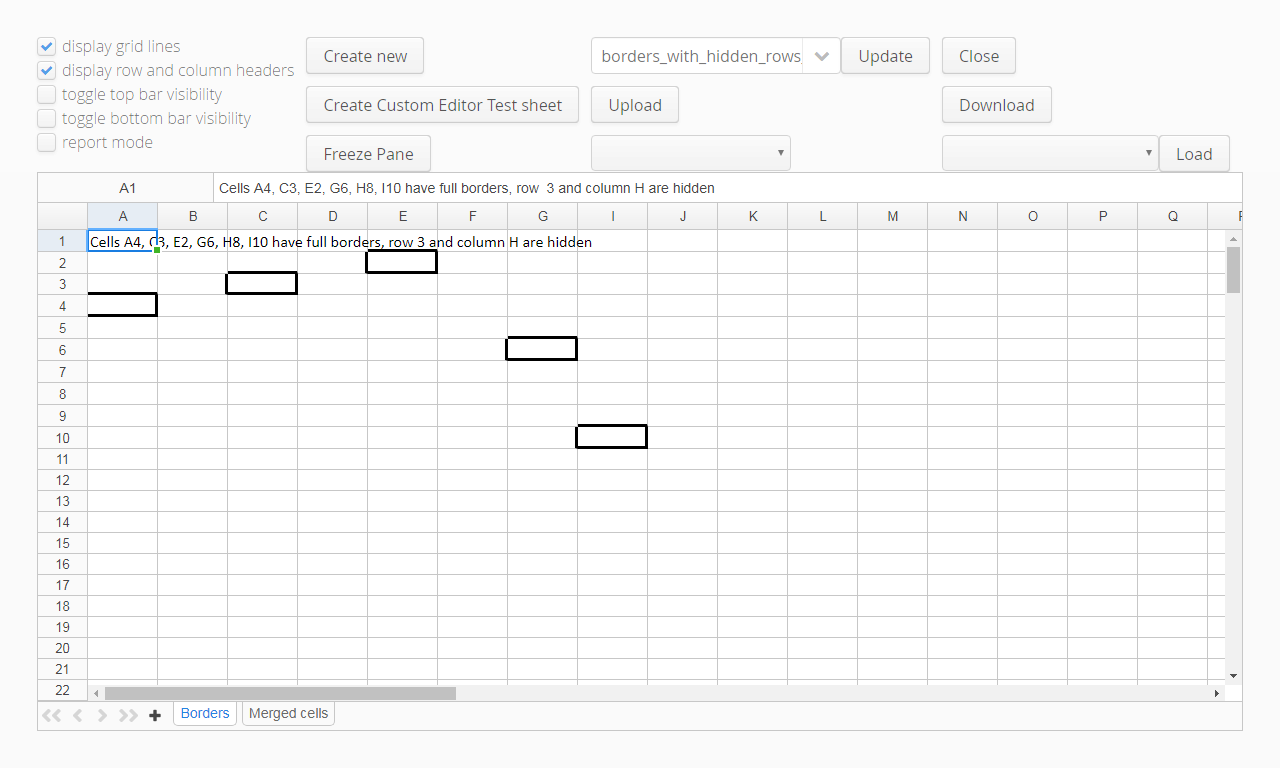 display grid lines
display row and column headers
toggle top bar visibility
toggle bottom bar visibility
report mode
Create new
borders_with_hidden_rows_
Update
Close
Create Custom Editor Test sheet
Upload
Download
Freeze Pane
Load
A1
Cells A4, C3, E2, G6, H8, I10 have full borders, row  3 and column H are hidden
A B C D E F G I J K L M N O P Q
1 Cells A4, C3, E2, G6, H8, I10 have full borders, row 3 and column H are hidden
2
3
4
5
6
7
8
9
10
11
12
13
14
15
16
17
18
19
20
21
22
Borders
Merged cells